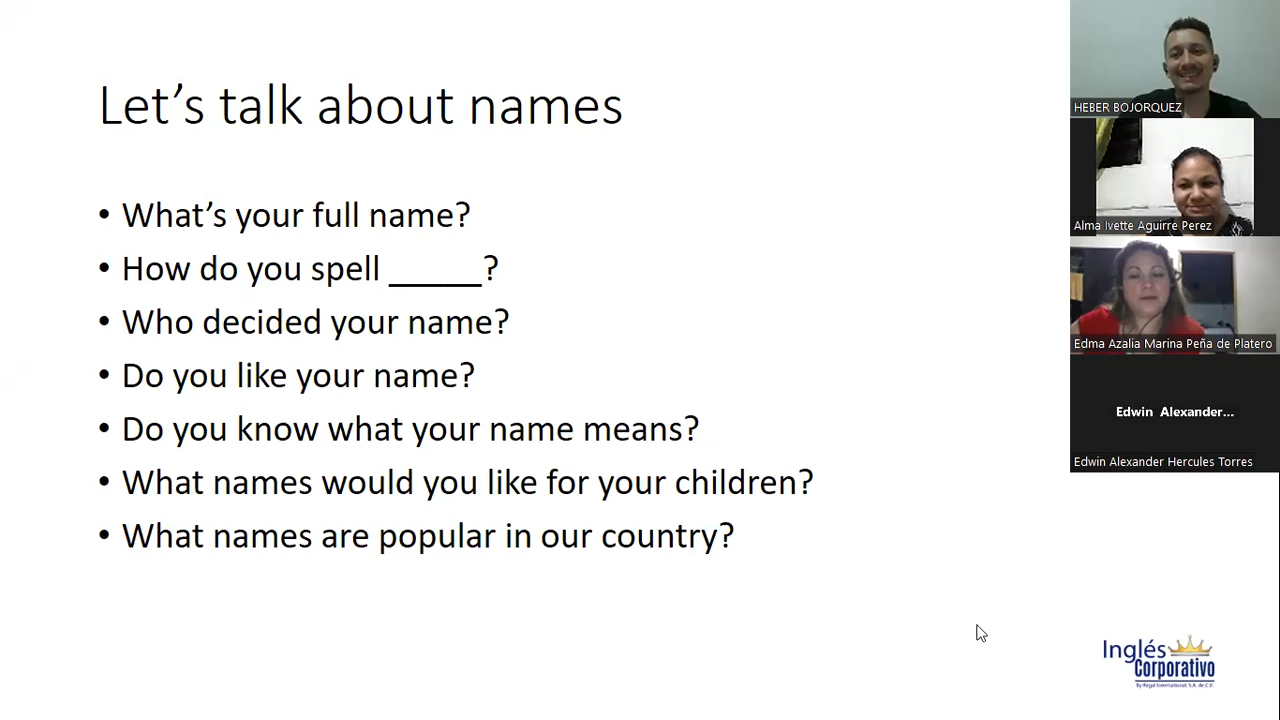 Let's talk about names
• What's your full name?
• How do you spell ______?
• Who decided your name?
• Do you like your name?
• Do you know what your name means?
• What names would you like for your children?
• What names are popular in our country?
HEBER BOJORQUEZ
Alma Ivette Aguirre Perez
Edma Azalia Marina Peña de Platero
Edwin Alexander...
Edwin Alexander Hercules Torres
Inglés
Corporativo
By Regal International S.A. de C.V.